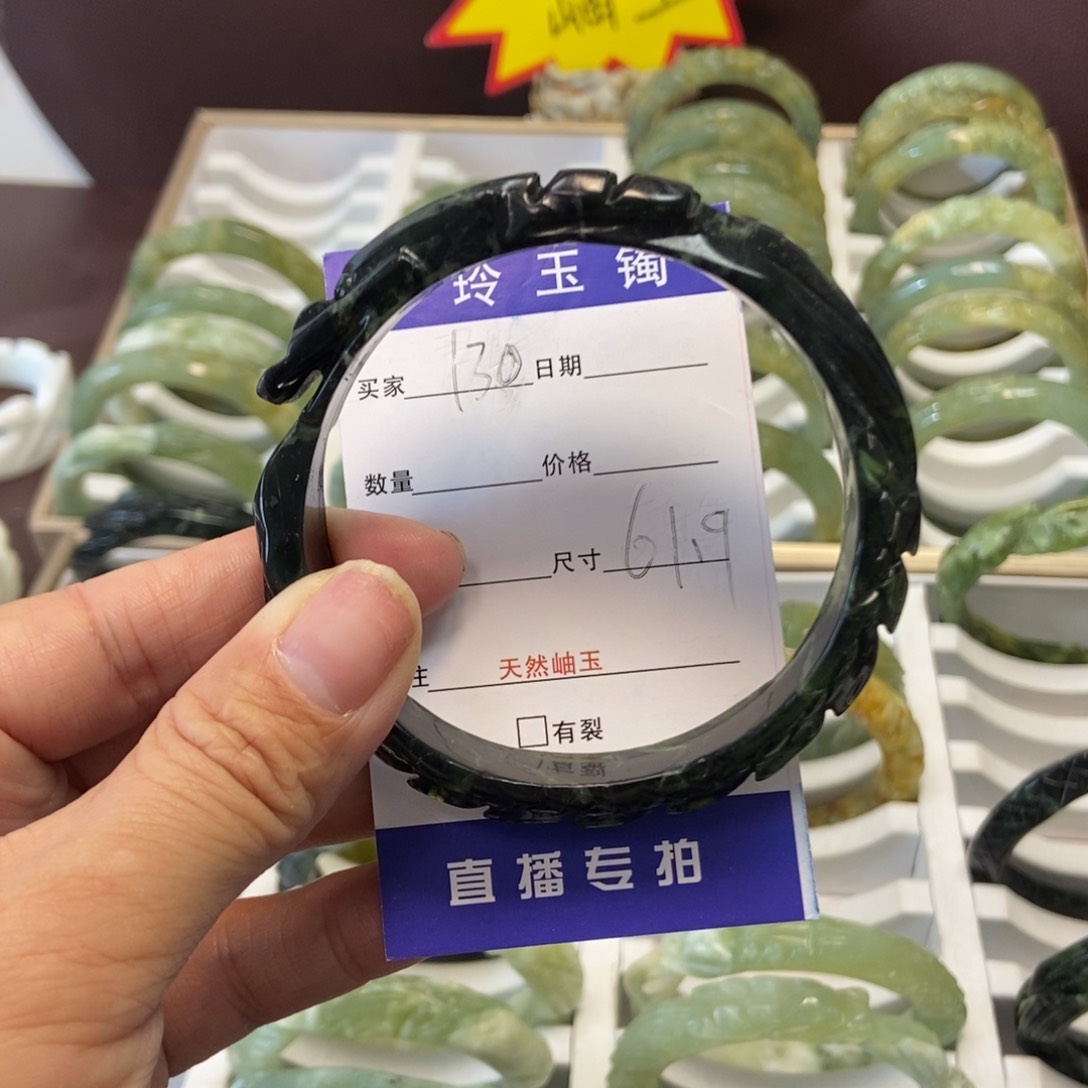 玲玉镯
买家 130 日期
数量 价格
尺寸 61.9
注 天然岫玉
有裂
直播专拍